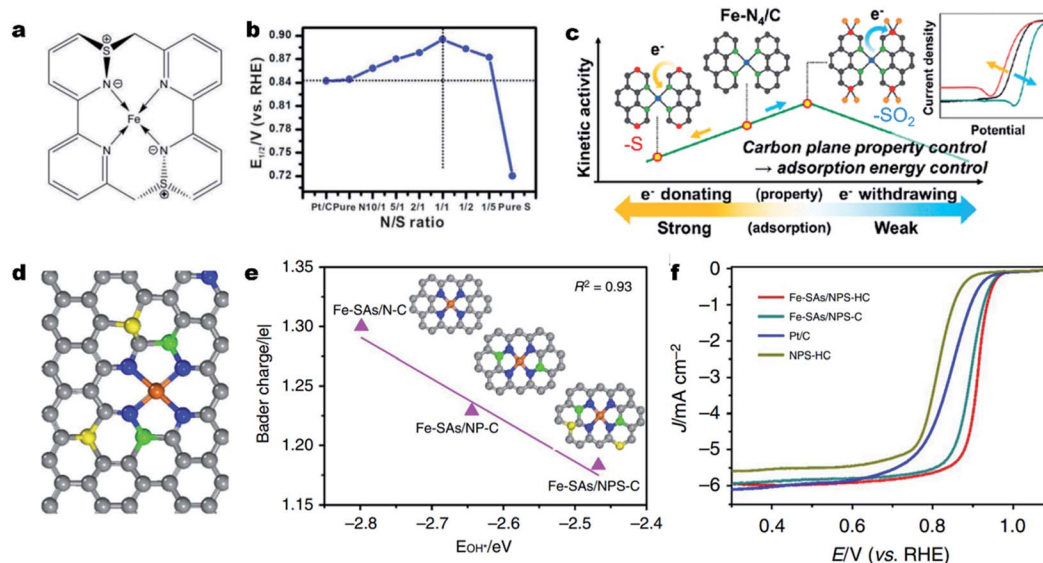 a
S
⊕
N
⊖
N
Fe
N
⊖
N
S
⊕
b
E1/2/V (vs. RHE)
0.90
0.88
0.84
0.80
0.76
0.72
Pt/C Pure N 10/1 5/1 2/1 1/1 1/2 1/5 Pure S
N/S ratio
c
Fe-N4/C
e-
e-
-S
-SO2
Kinetic activity
Current density
Potential
Carbon plane property control
→ adsorption energy control
e- donating (property) e- withdrawing
Strong (adsorption) Weak
d
e
Bader charge/|e|
1.35
1.30
1.25
1.20
1.15
R² = 0.93
Fe-SAs/N-C
Fe-SAs/NP-C
Fe-SAs/NPS-C
–2.8 –2.7 –2.6 –2.5 –2.4
EOH*/eV
f
J/mA cm–2
0
–1
–2
–3
–4
–5
–6
Fe-SAs/NPS-HC
Fe-SAs/NPS-C
Pt/C
NPS-HC
0.4 0.6 0.8 1.0
E/V (vs. RHE)